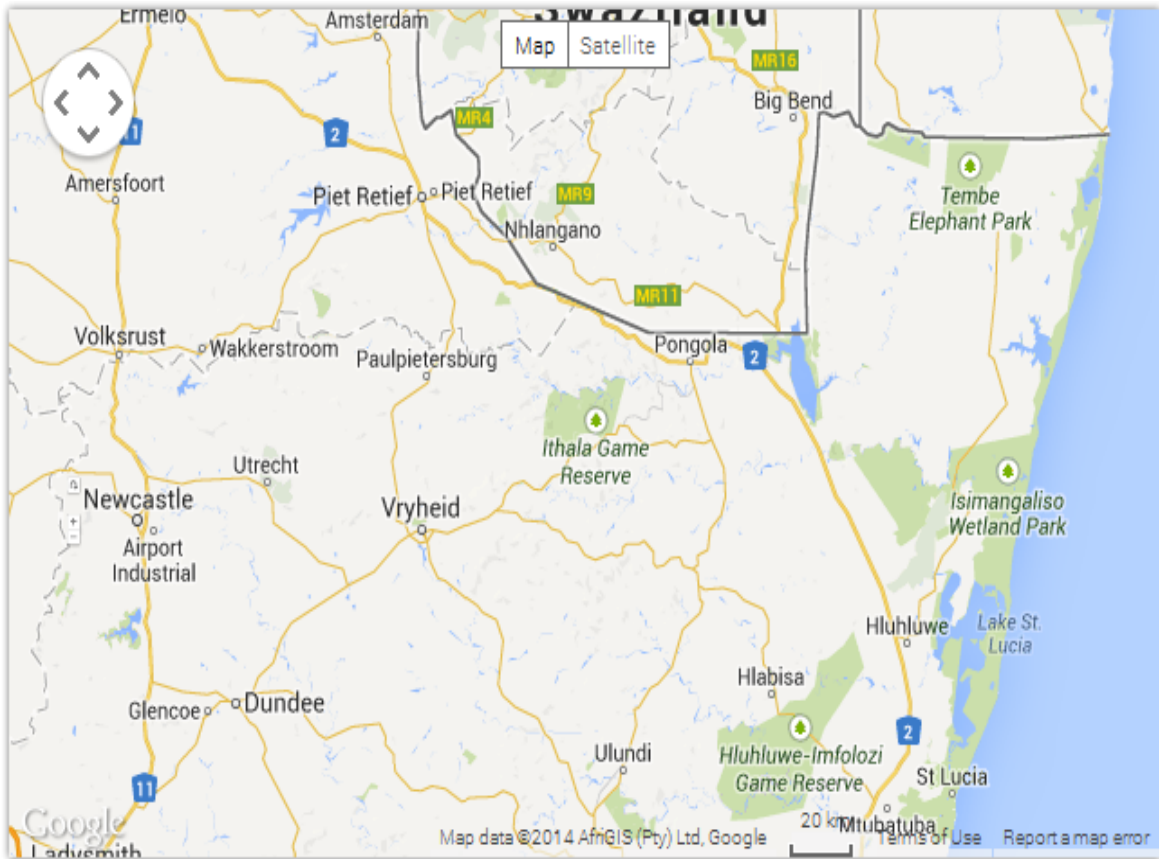 Swaziland
Ermelo
Amsterdam
Map Satellite
MR16
Big Bend
MR4
11
2
Amersfoort
Piet Retief
Piet Retief
MR9
Tembe
Elephant Park
Nhlangano
MR11
Volksrust
Wakkerstroom
Paulpietersburg
Pongola
2
Ithala Game
Reserve
Utrecht
Isimangaliso
Wetland Park
Newcastle
Vryheid
Airport
Industrial
Hluhluwe
Lake St.
Lucia
Hlabisa
Glencoe
Dundee
2
Ulundi
Hluhluwe-Imfolozi
Game Reserve
St Lucia
11
Google
Ladysmith
Map data ©2014 AfriGIS (Pty) Ltd, Google
20 km
Mtubatuba
Terms of Use
Report a map error